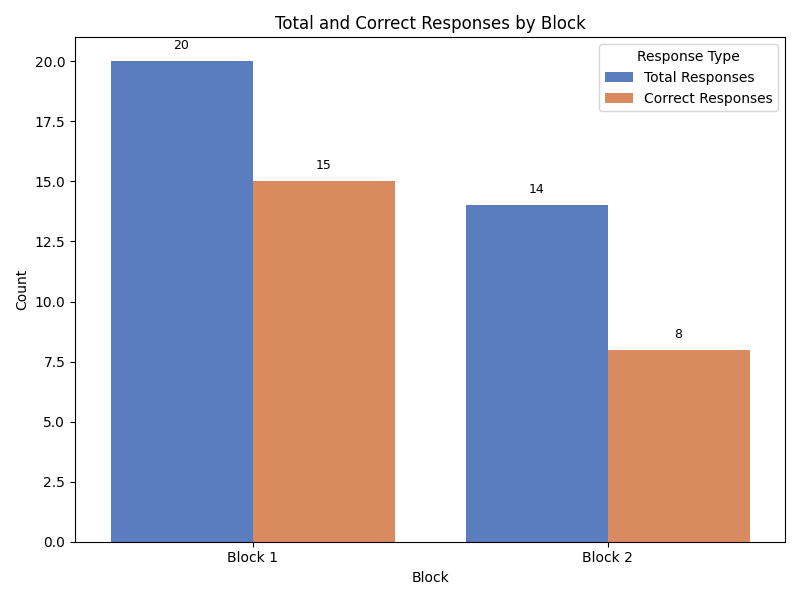 Total and Correct Responses by Block
Response Type
Total Responses
Correct Responses
20
15
14
8
20.0
17.5
15.0
12.5
10.0
7.5
5.0
2.5
0.0
Count
Block 1
Block 2
Block